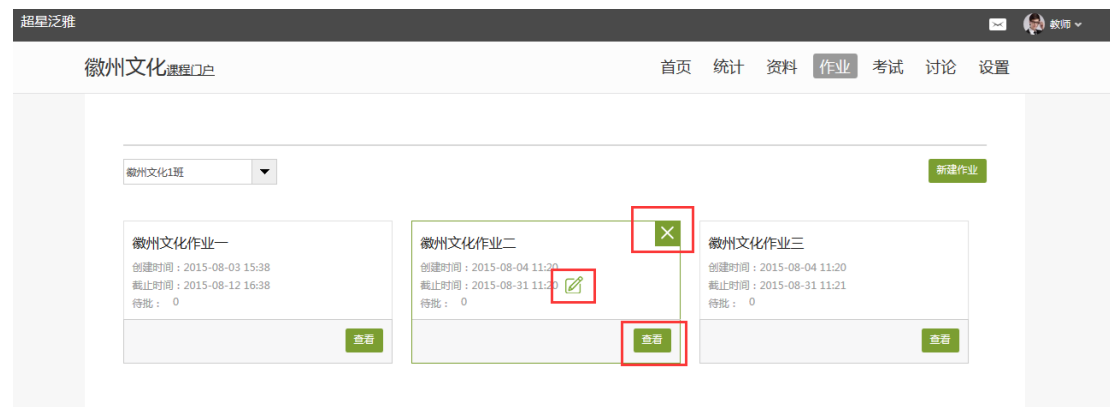 超星泛雅
教师
徽州文化课程门户
首页 统计 资料 作业 考试 讨论 设置
徽州文化1班
新建作业
徽州文化作业一
创建时间：2015-08-03 15:38
截止时间：2015-08-12 16:38
待批： 0
查看
徽州文化作业二
创建时间：2015-08-04 11:20
截止时间：2015-08-31 11:20
待批： 0
查看
徽州文化作业三
创建时间：2015-08-04 11:20
截止时间：2015-08-31 11:21
待批： 0
查看